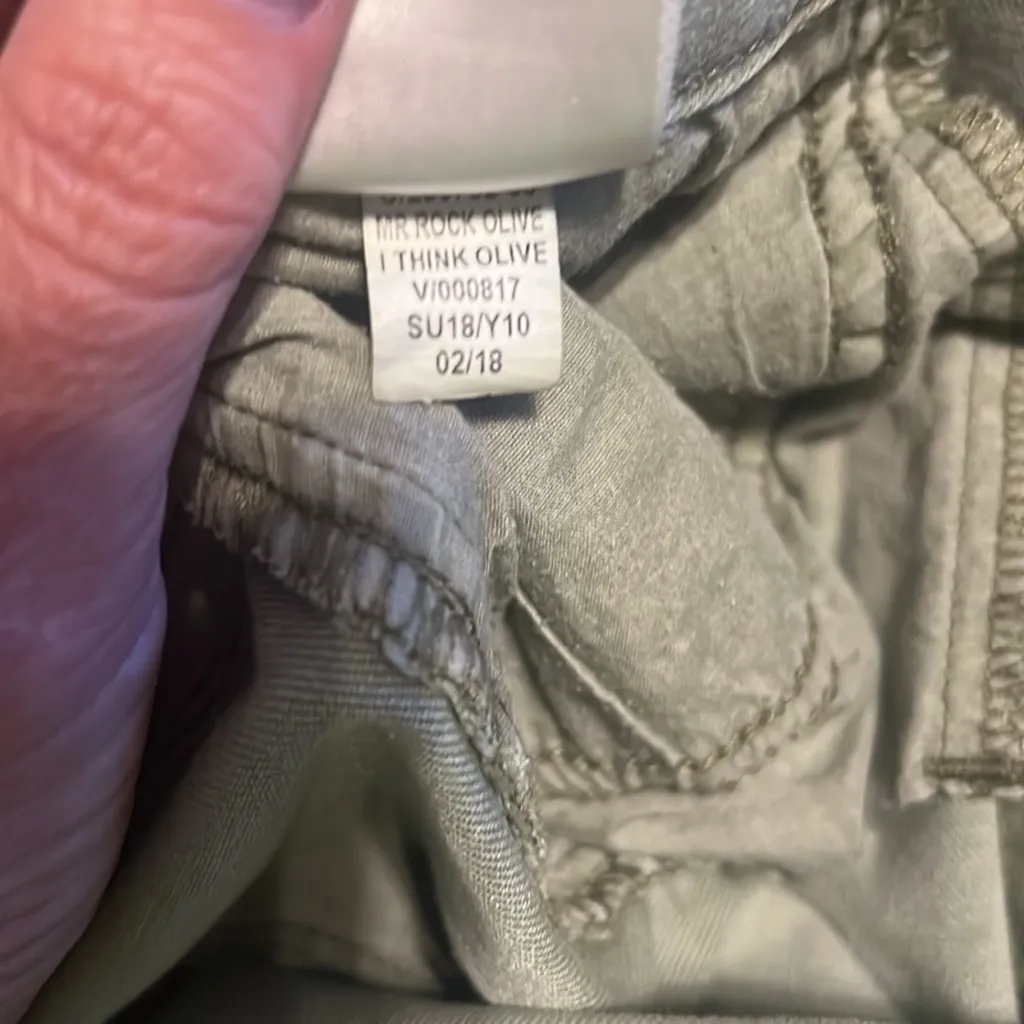 MR ROCK OLIVE
I THINK OLIVE
V/000817
SU18/Y10
02/18